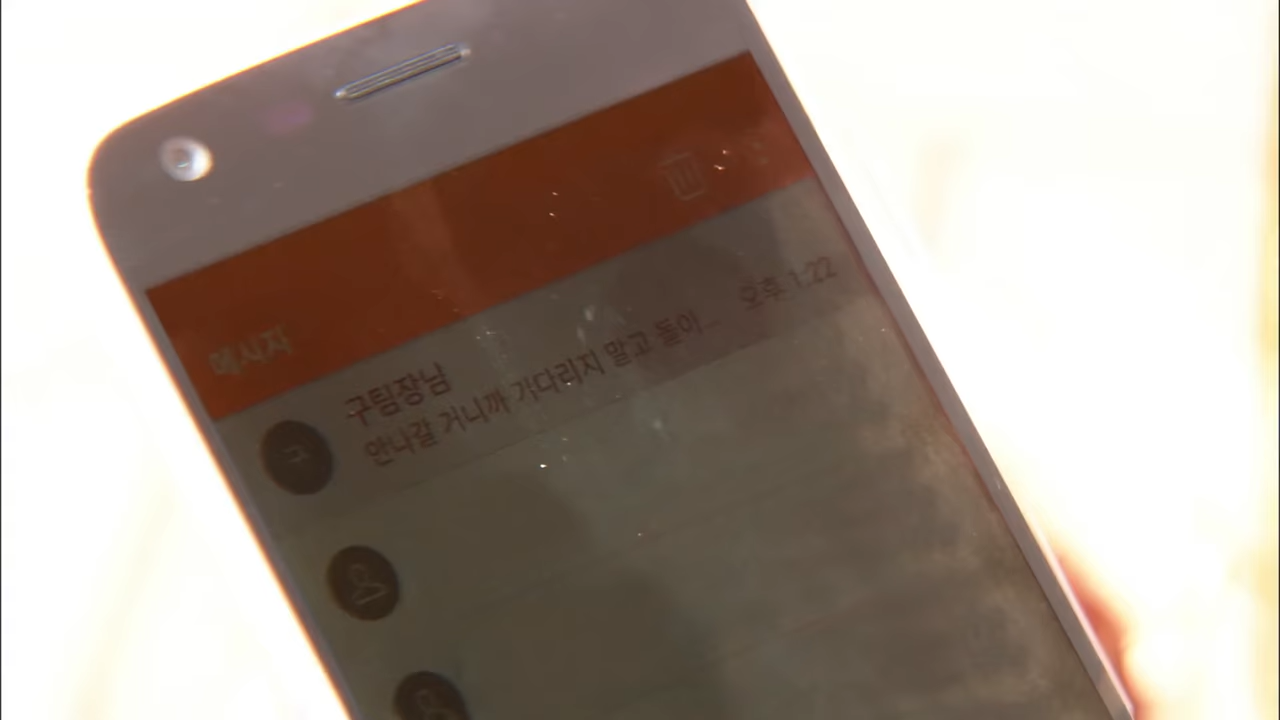 메시지
구팀장님
오후 1:22
안나갈 거니까 기다리지 말고 돌아...
구